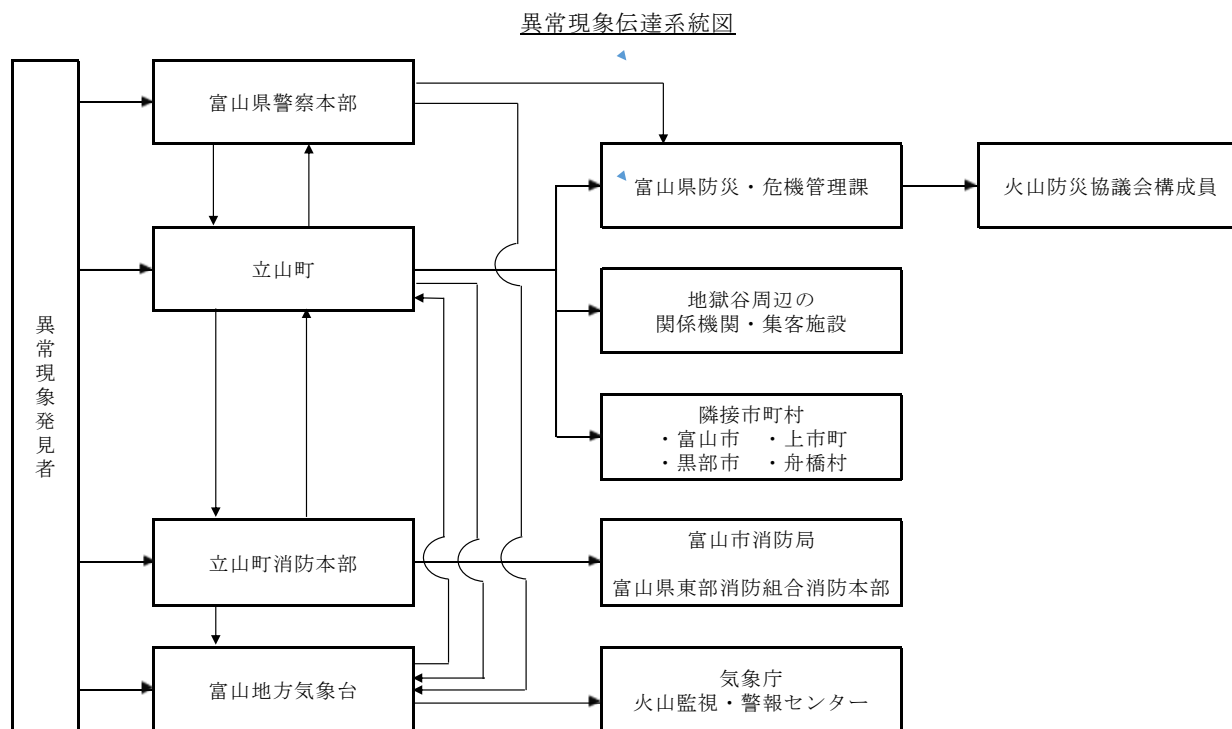 異常現象伝達系統図
異常現象発見者
富山県警察本部
富山県防災・危機管理課
火山防災協議会構成員
立山町
地獄谷周辺の
関係機関・集客施設
隣接市町村
・富山市 ・上市町
・黒部市 ・舟橋村
立山町消防本部
富山市消防局
富山県東部消防組合消防本部
富山地方気象台
気象庁
火山監視・警報センター